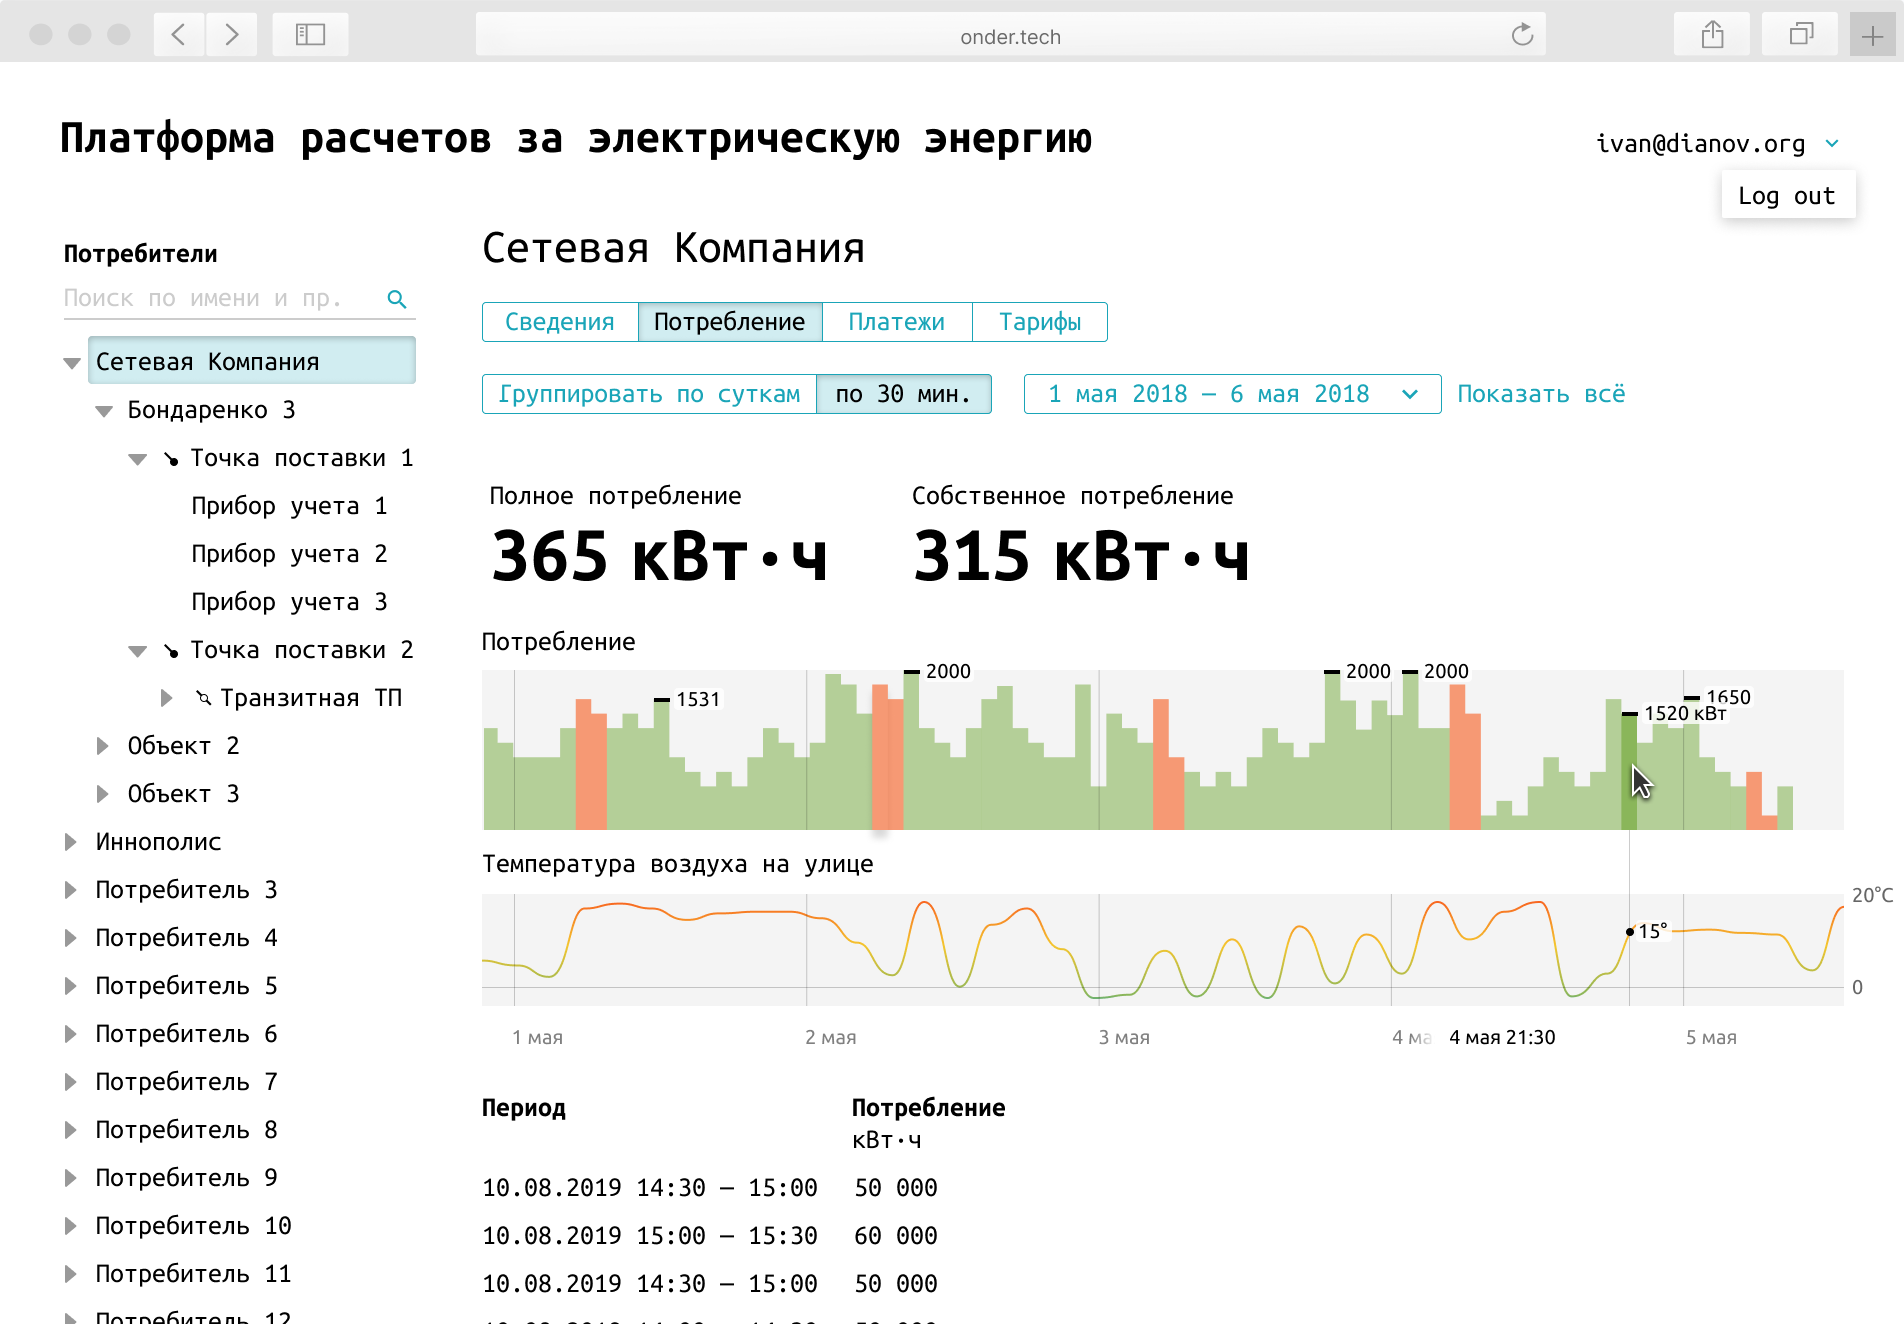 onder.tech
Платформа расчетов за электрическую энергию
ivan@dianov.org
Log out
Потребители
Поиск по имени и пр.
Сетевая Компания
Бондаренко 3
Точка поставки 1
Прибор учета 1
Прибор учета 2
Прибор учета 3
Точка поставки 2
Транзитная ТП
Объект 2
Объект 3
Иннополис
Потребитель 3
Потребитель 4
Потребитель 5
Потребитель 6
Потребитель 7
Потребитель 8
Потребитель 9
Потребитель 10
Потребитель 11
Потребитель 12
Сетевая Компания
Сведения Потребление Платежи Тарифы
Группировать по суткам по 30 мин. 1 мая 2018 – 6 мая 2018 Показать всё
Полное потребление
365 кВт·ч
Собственное потребление
315 кВт·ч
Потребление
1531 2000 2000 2000 1650
1520 кВт
Температура воздуха на улице
20°C
15°
0
1 мая 2 мая 3 мая 4 ма 4 мая 21:30 5 мая
Период Потребление
кВт·ч
10.08.2019 14:30 – 15:00 50 000
10.08.2019 15:00 – 15:30 60 000
10.08.2019 14:30 – 15:00 50 000